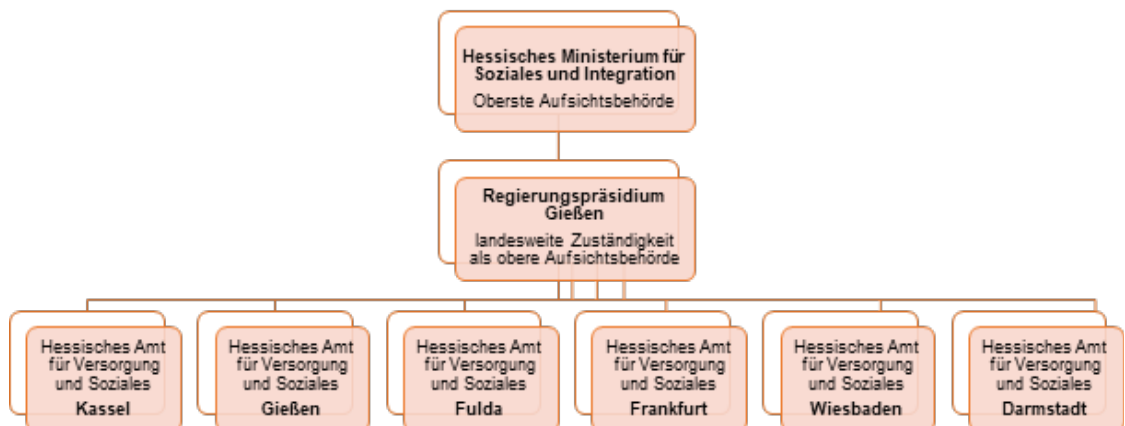 Hessisches Ministerium für
Soziales und Integration
Oberste Aufsichtsbehörde
Regierungspräsidium
Gießen
landesweite Zuständigkeit
als obere Aufsichtsbehörde
Hessisches Amt
für Versorgung
und Soziales
Kassel
Hessisches Amt
für Versorgung
und Soziales
Gießen
Hessisches Amt
für Versorgung
und Soziales
Fulda
Hessisches Amt
für Versorgung
und Soziales
Frankfurt
Hessisches Amt
für Versorgung
und Soziales
Wiesbaden
Hessisches Amt
für Versorgung
und Soziales
Darmstadt